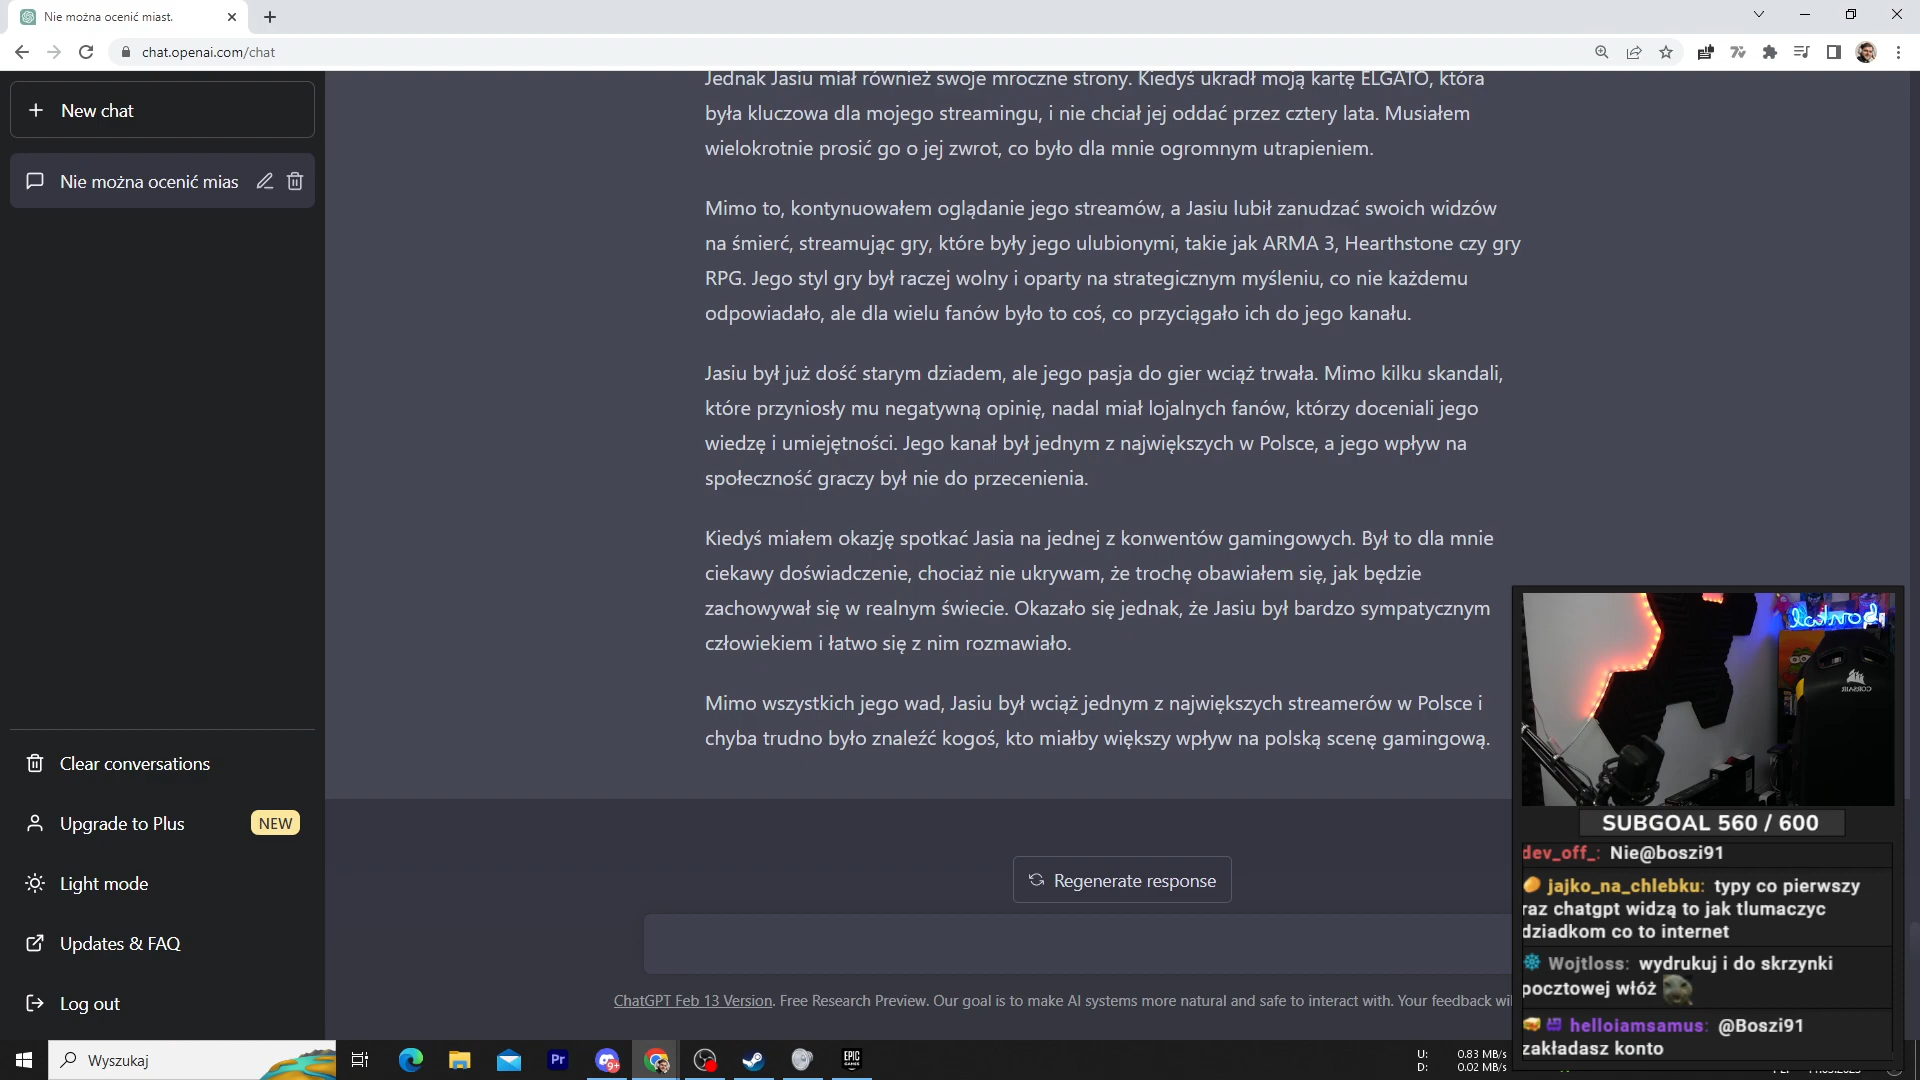 Nie można ocenić miast.
chat.openai.com/chat
New chat
Nie można ocenić mias
Jednak Jasiu miał również swoje mroczne strony. Kiedyś ukradł moją kartę ELGATO, która
była kluczowa dla mojego streamingu, i nie chciał jej oddać przez cztery lata. Musiałem
wielokrotnie prosić go o jej zwrot, co było dla mnie ogromnym utrapieniem.
Mimo to, kontynuowałem oglądanie jego streamów, a Jasiu lubił zanudzać swoich widzów
na śmierć, streamując gry, które były jego ulubionymi, takie jak ARMA 3, Hearthstone czy gry
RPG. Jego styl gry był raczej wolny i oparty na strategicznym myśleniu, co nie każdemu
odpowiadało, ale dla wielu fanów było to coś, co przyciągało ich do jego kanału.
Jasiu był już dość starym dziadem, ale jego pasja do gier wciąż trwała. Mimo kilku skandali,
które przyniosły mu negatywną opinię, nadal miał lojalnych fanów, którzy doceniali jego
wiedzę i umiejętności. Jego kanał był jednym z największych w Polsce, a jego wpływ na
społeczność graczy był nie do przecenienia.
Kiedyś miałem okazję spotkać Jasia na jednej z konwentów gamingowych. Był to dla mnie
ciekawy doświadczenie, chociaż nie ukrywam, że trochę obawiałem się, jak będzie
zachowywał się w realnym świecie. Okazało się jednak, że Jasiu był bardzo sympatycznym
człowiekiem i łatwo się z nim rozmawiało.
Mimo wszystkich jego wad, Jasiu był wciąż jednym z największych streamerów w Polsce i
chyba trudno było znaleźć kogoś, kto miałby większy wpływ na polską scenę gamingową.
Clear conversations
Upgrade to Plus NEW
Light mode
Updates & FAQ
Log out
Regenerate response
ChatGPT Feb 13 Version. Free Research Preview. Our goal is to make AI systems more natural and safe to interact with. Your feedback wil
SUBGOAL 560 / 600
dev_off_: Nie@boszi91
jajko_na_chlebku: typy co pierwszy
raz chatgpt widzą to jak tlumaczyc
dziadkom co to internet
Wojtloss: wydrukuj i do skrzynki
pocztowej włóż
helloiamsamus: @Boszi91
zakładasz konto
Wyszukaj
Pr
9+
EPIC
GAMES
U: 0.83 MB/s
D: 0.02 MB/s